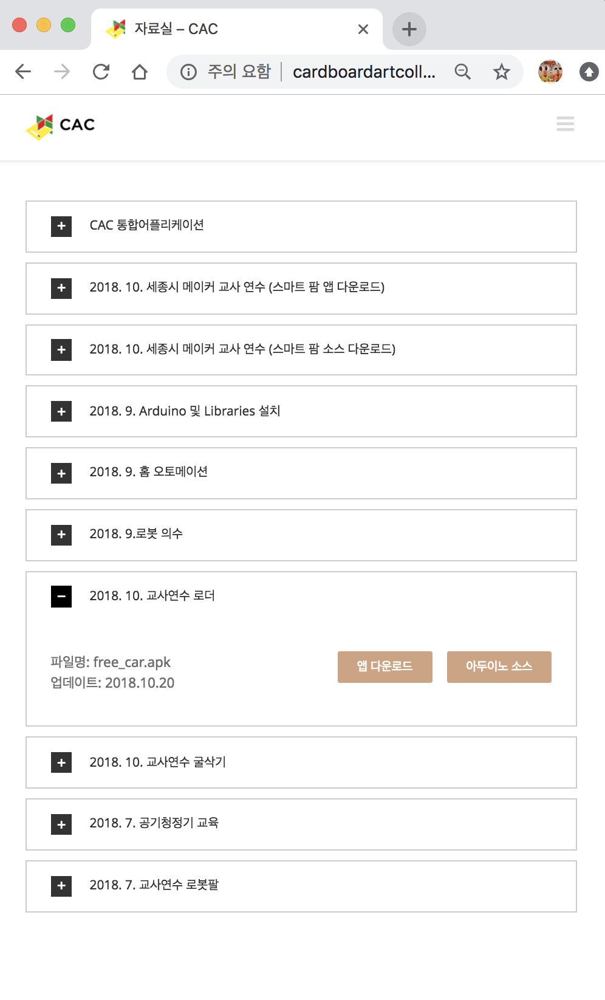 자료실 – CAC
주의 요함
cardboardartcoll...
CAC
CAC 통합어플리케이션
2018. 10. 세종시 메이커 교사 연수 (스마트 팜 앱 다운로드)
2018. 10. 세종시 메이커 교사 연수 (스마트 팜 소스 다운로드)
2018. 9. Arduino 및 Libraries 설치
2018. 9. 홈 오토메이션
2018. 9.로봇 의수
2018. 10. 교사연수 로더
파일명: free_car.apk
업데이트: 2018.10.20
앱 다운로드
아두이노 소스
2018. 10. 교사연수 굴삭기
2018. 7. 공기청정기 교육
2018. 7. 교사연수 로봇팔